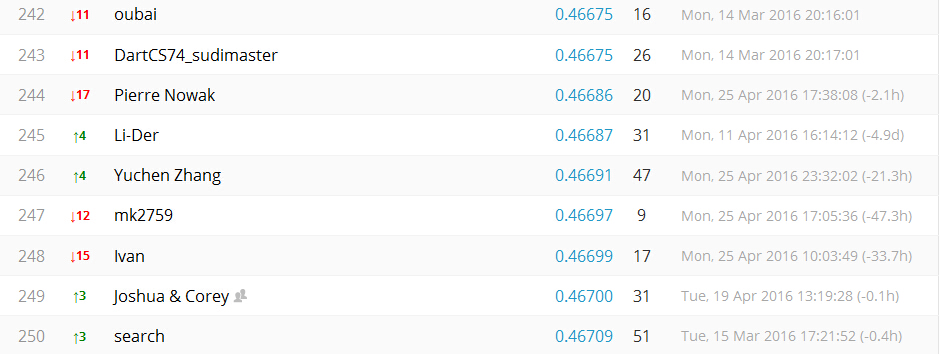 242 ↓11 oubai 0.46675 16 Mon, 14 Mar 2016 20:16:01
243 ↓11 DartCS74_sudimaster 0.46675 26 Mon, 14 Mar 2016 20:17:01
244 ↓17 Pierre Nowak 0.46686 20 Mon, 25 Apr 2016 17:38:08 (-2.1h)
245 ↑4 Li-Der 0.46687 31 Mon, 11 Apr 2016 16:14:12 (-4.9d)
246 ↑4 Yuchen Zhang 0.46691 47 Mon, 25 Apr 2016 23:32:02 (-21.3h)
247 ↓12 mk2759 0.46697 9 Mon, 25 Apr 2016 17:05:36 (-47.3h)
248 ↓15 Ivan 0.46699 17 Mon, 25 Apr 2016 10:03:49 (-33.7h)
249 ↑3 Joshua & Corey 0.46700 31 Tue, 19 Apr 2016 13:19:28 (-0.1h)
250 ↑3 search 0.46709 51 Tue, 15 Mar 2016 17:21:52 (-0.4h)